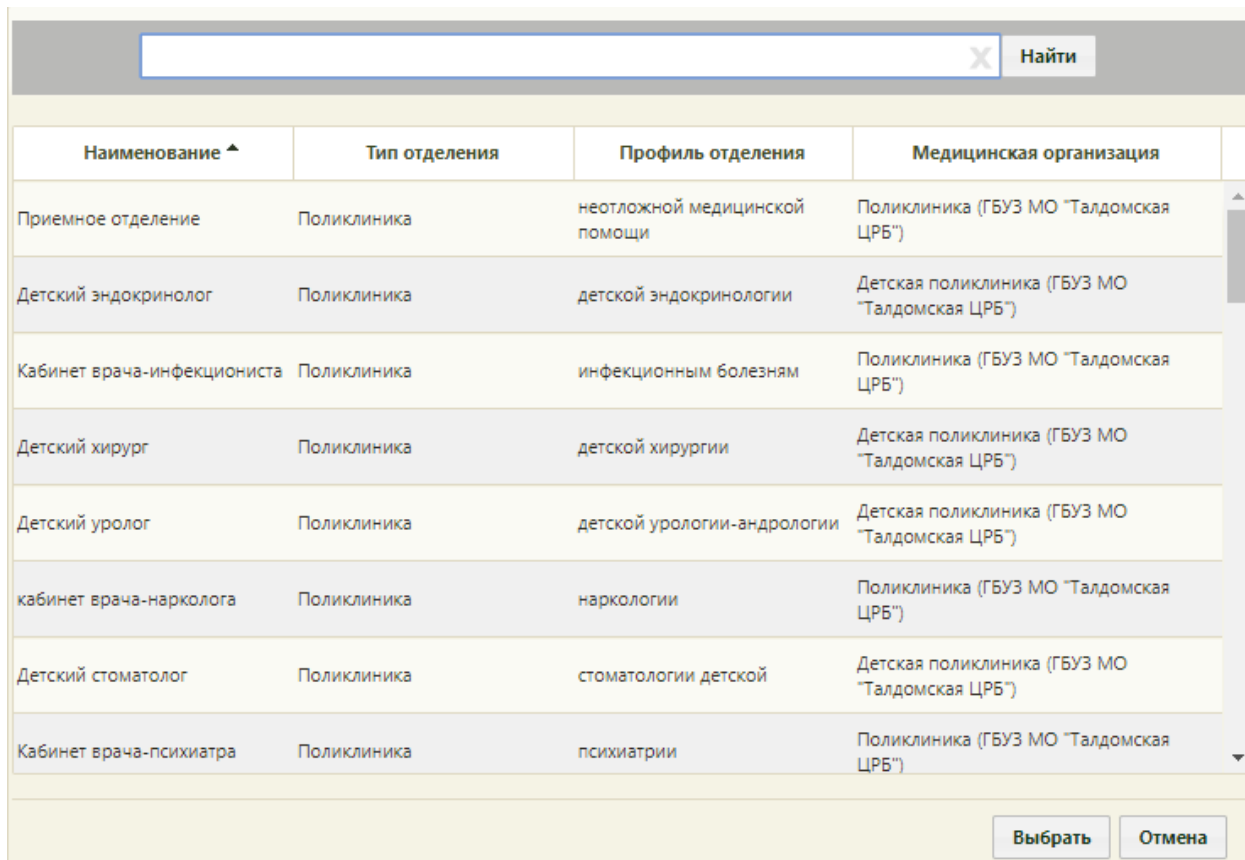 Найти
Наименование Тип отделения Профиль отделения Медицинская организация
Приемное отделение Поликлиника неотложной медицинской помощи Поликлиника (ГБУЗ МО "Талдомская ЦРБ")
Детский эндокринолог Поликлиника детской эндокринологии Детская поликлиника (ГБУЗ МО "Талдомская ЦРБ")
Кабинет врача-инфекциониста Поликлиника инфекционным болезням Поликлиника (ГБУЗ МО "Талдомская ЦРБ")
Детский хирург Поликлиника детской хирургии Детская поликлиника (ГБУЗ МО "Талдомская ЦРБ")
Детский уролог Поликлиника детской урологии-андрологии Детская поликлиника (ГБУЗ МО "Талдомская ЦРБ")
кабинет врача-нарколога Поликлиника наркологии Поликлиника (ГБУЗ МО "Талдомская ЦРБ")
Детский стоматолог Поликлиника стоматологии детской Детская поликлиника (ГБУЗ МО "Талдомская ЦРБ")
Кабинет врача-психиатра Поликлиника психиатрии Поликлиника (ГБУЗ МО "Талдомская ЦРБ")
Выбрать Отмена